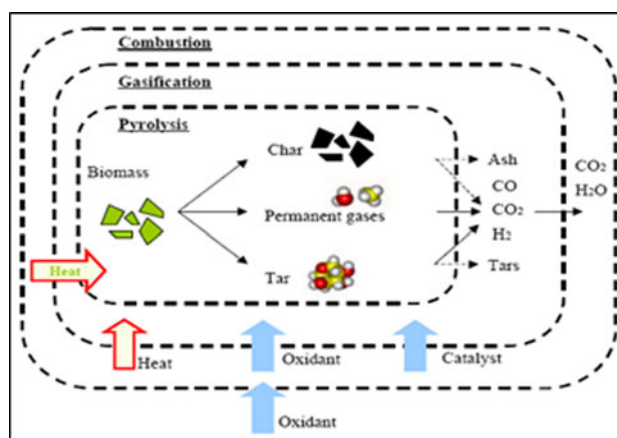 Combustion
Gasification
Pyrolysis
Biomass
Char
Permanent gases
Tar
Ash
CO
CO₂
H₂
Tars
CO₂
H₂O
Heat
Heat
Oxidant
Catalyst
Oxidant